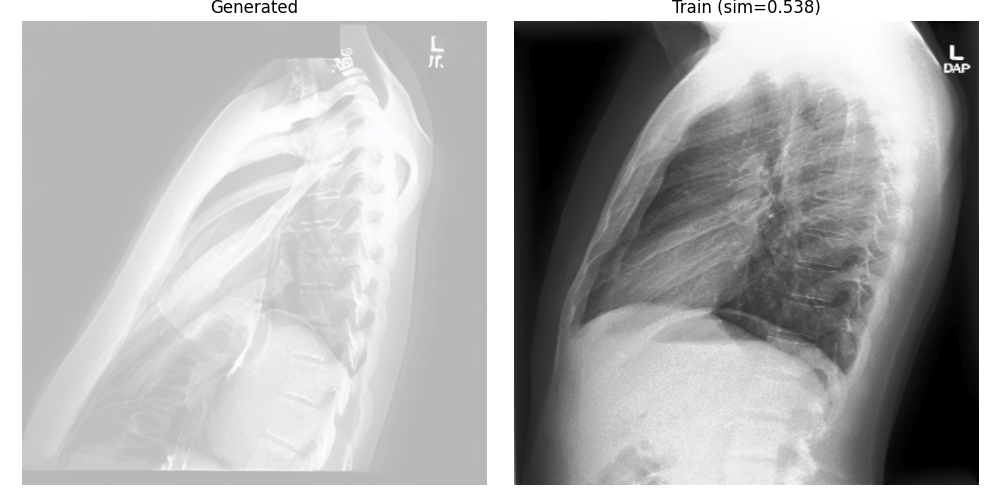 Generated
Train (sim=0.538)
L
L
DAP